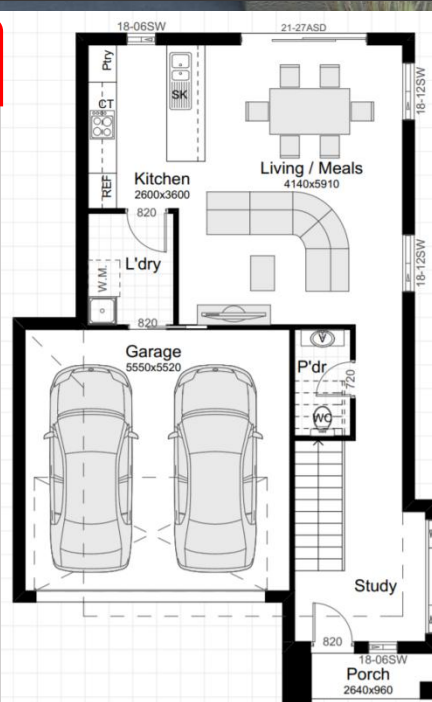 18-06SW
21-27ASD
Ptry
SK
CT
18-12SW
Living / Meals
4140x5910
Kitchen
2600x3600
REF
820
L'dry
18-12SW
W.M.
820
Garage
5550x5520
P'dr
720
WC
Study
820
18-06SW
Porch
2640x960